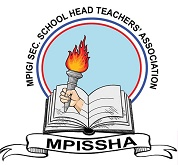 MPIGI SEC. SCHOOL HEAD TEACHERS' ASSOCIATION
MPISSHA